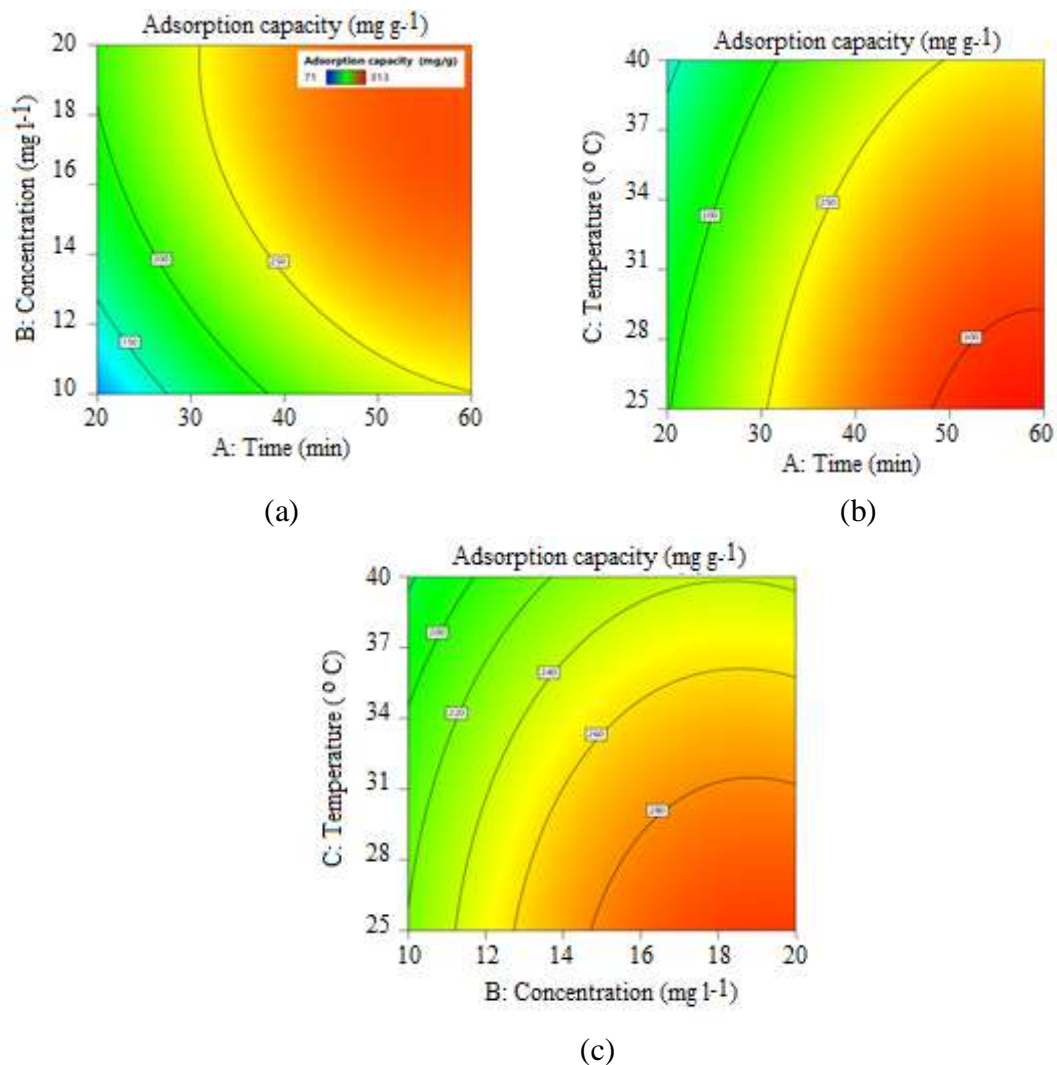 Adsorption capacity (mg g-1)
B: Concentration (mg l-1)
20
18
16
14
12
10
Adsorption capacity (mg/g)
71 313
200
250
150
20 30 40 50 60
A: Time (min)
(a)
Adsorption capacity (mg g-1)
C: Temperature (º C)
40
37
34
31
28
25
200
250
300
20 30 40 50 60
A: Time (min)
(b)
Adsorption capacity (mg g-1)
C: Temperature (º C)
40
37
34
31
28
25
200
220
240
260
280
10 12 14 16 18 20
B: Concentration (mg l-1)
(c)